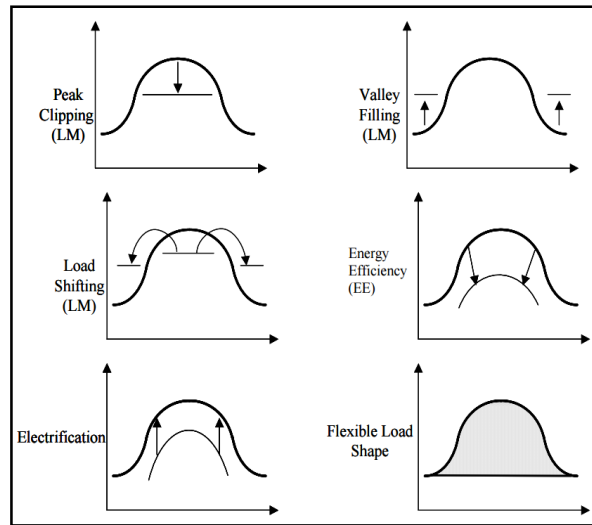 Peak
Clipping
(LM)
Valley
Filling
(LM)
Load
Shifting
(LM)
Energy
Efficiency
(EE)
Electrification
Flexible Load
Shape